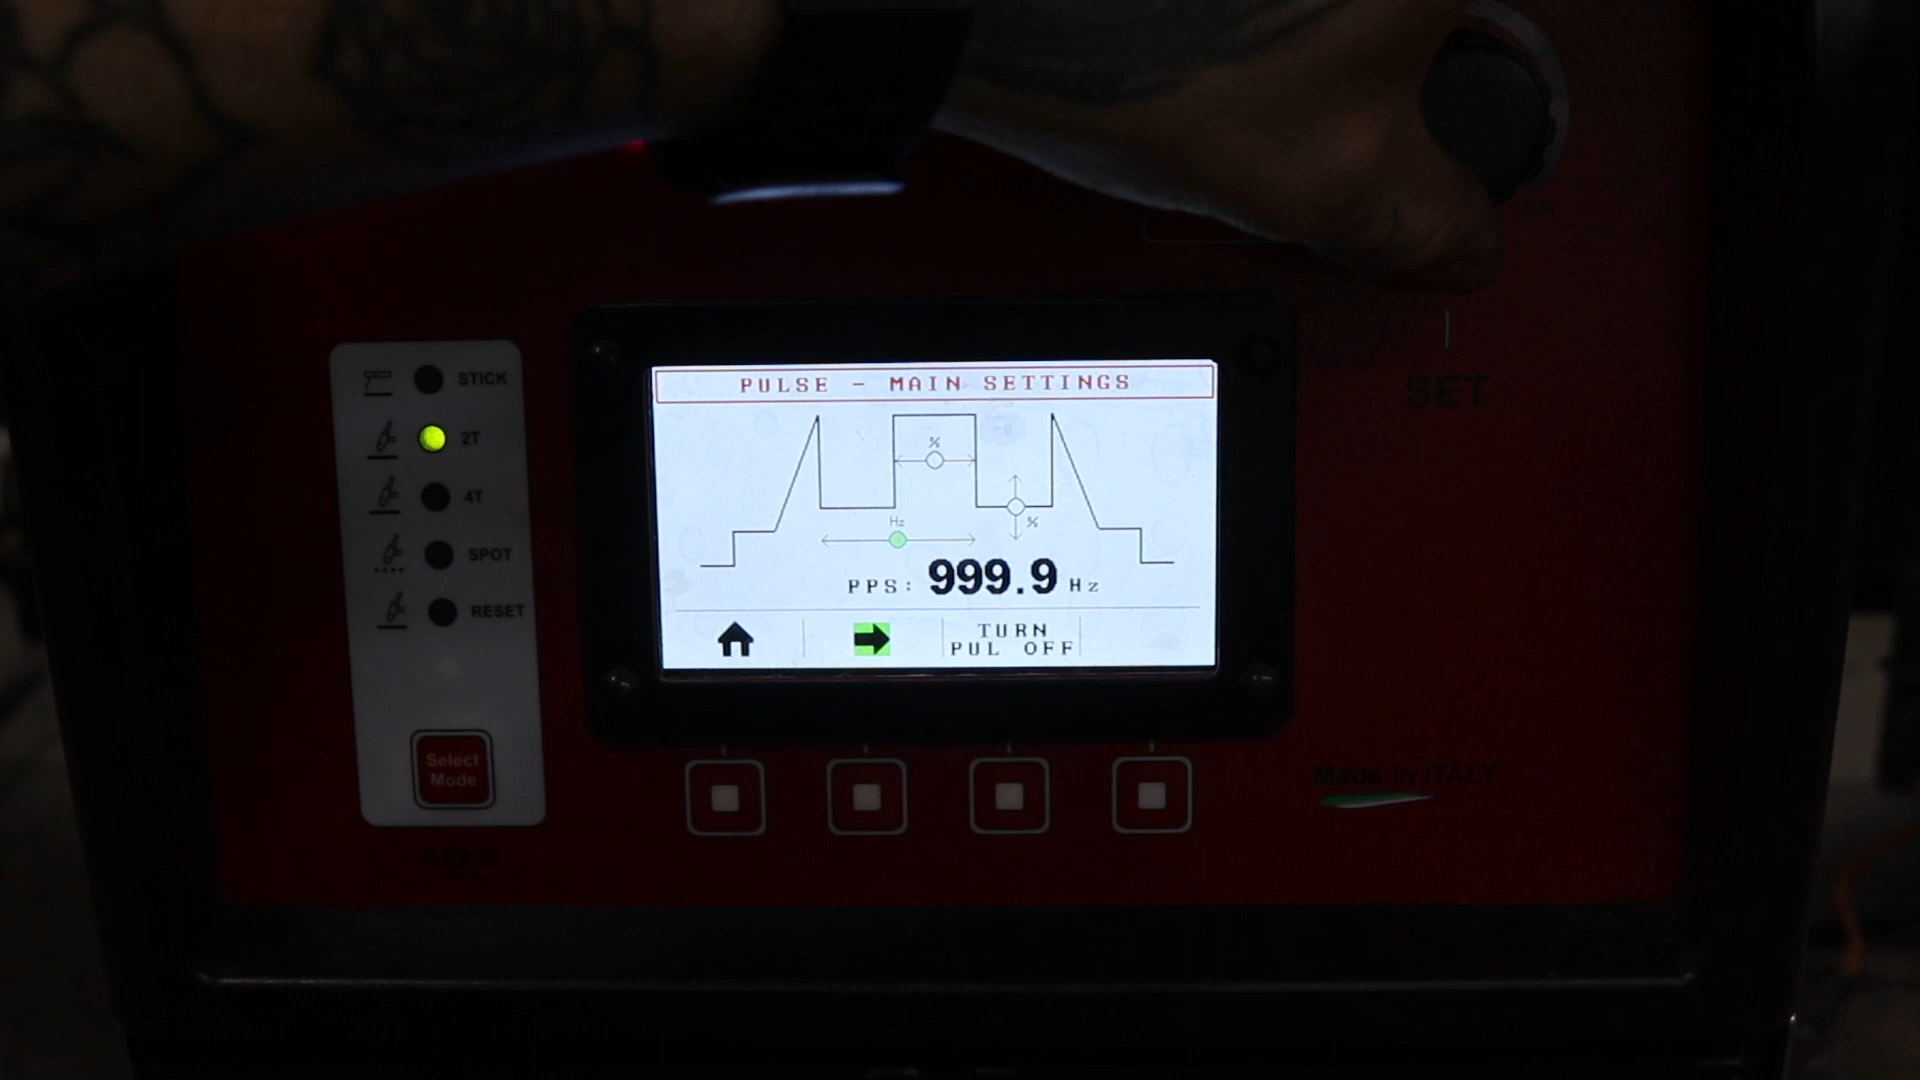 STICK
2T
4T
SPOT
RESET
Select
Mode
PULSE - MAIN SETTINGS
%
Hz
%
PPS: 999.9 Hz
TURN
PUL OFF
SET
Made in ITALY